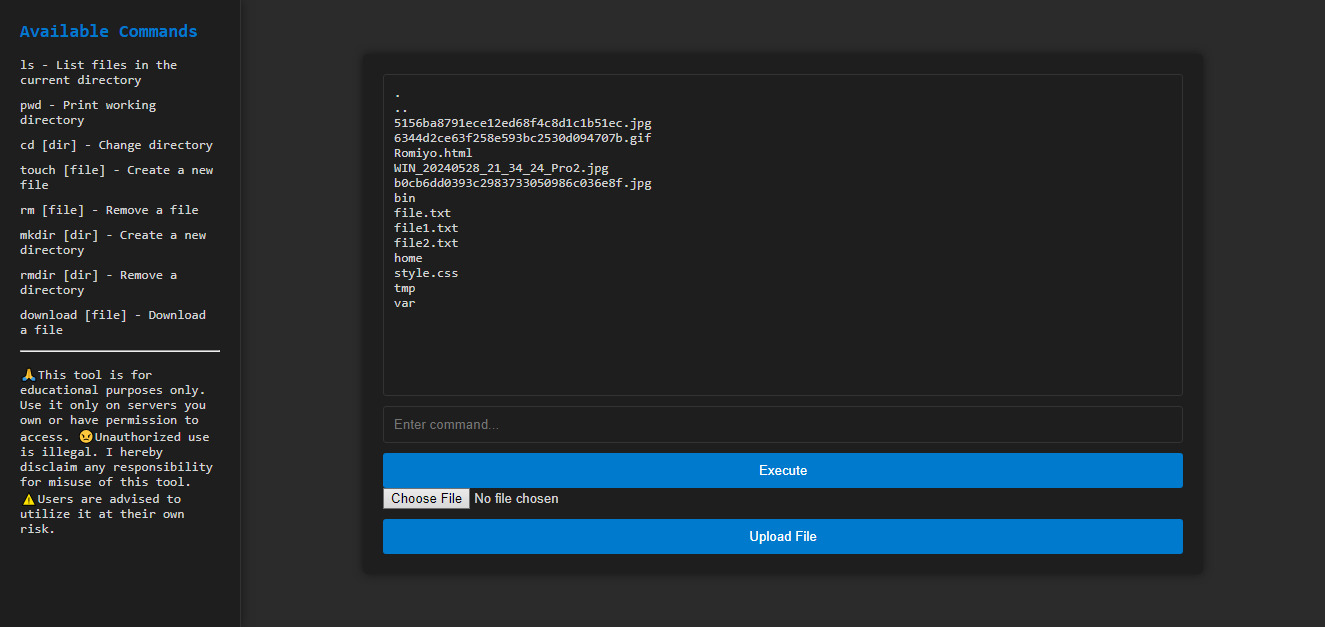 Available Commands
ls - List files in the
current directory
pwd - Print working
directory
cd [dir] - Change directory
touch [file] - Create a new
file
rm [file] - Remove a file
mkdir [dir] - Create a new
directory
rmdir [dir] - Remove a
directory
download [file] - Download
a file
🙏This tool is for
educational purposes only.
Use it only on servers you
own or have permission to
access. 😠Unauthorized use
is illegal. I hereby
disclaim any responsibility
for misuse of this tool.
⚠️Users are advised to
utilize it at their own
risk.
.
..
5156ba8791ece12ed68f4c8d1c1b51ec.jpg
6344d2ce63f258e593bc2530d094707b.gif
Romiyo.html
WIN_20240528_21_34_24_Pro2.jpg
b0cb6dd0393c2983733050986c036e8f.jpg
bin
file.txt
file1.txt
file2.txt
home
style.css
tmp
var
Enter command...
Execute
Choose File No file chosen
Upload File